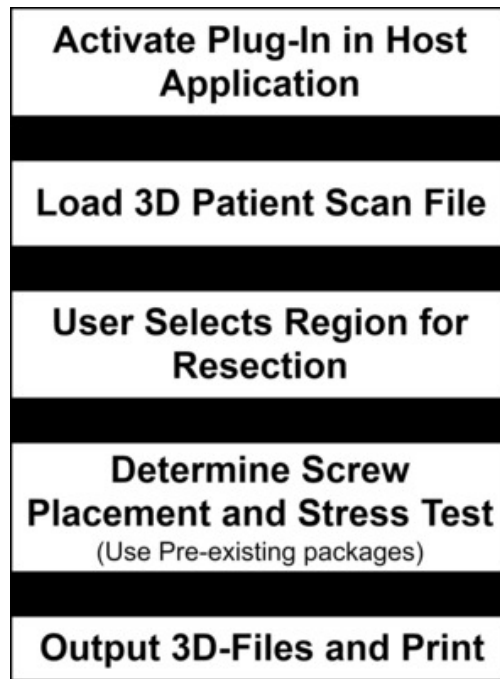 Activate Plug-In in Host
Application
Load 3D Patient Scan File
User Selects Region for
Resection
Determine Screw
Placement and Stress Test
(Use Pre-existing packages)
Output 3D-Files and Print